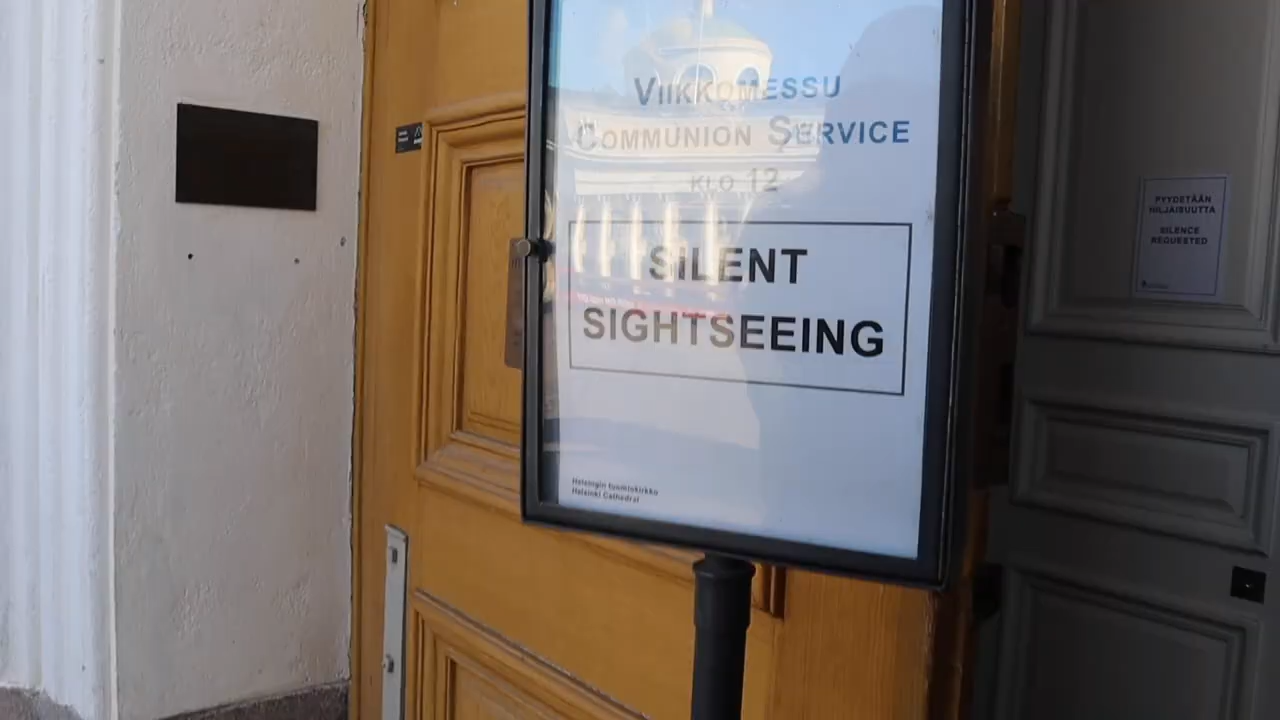 VIIKKOMESSU
COMMUNION SERVICE
KLO 12
SILENT
SIGHTSEEING
Helsingin tuomiokirkko
Helsinki Cathedral
PYYDETÄÄN
HILJAISUUTTA
SILENCE
REQUESTED